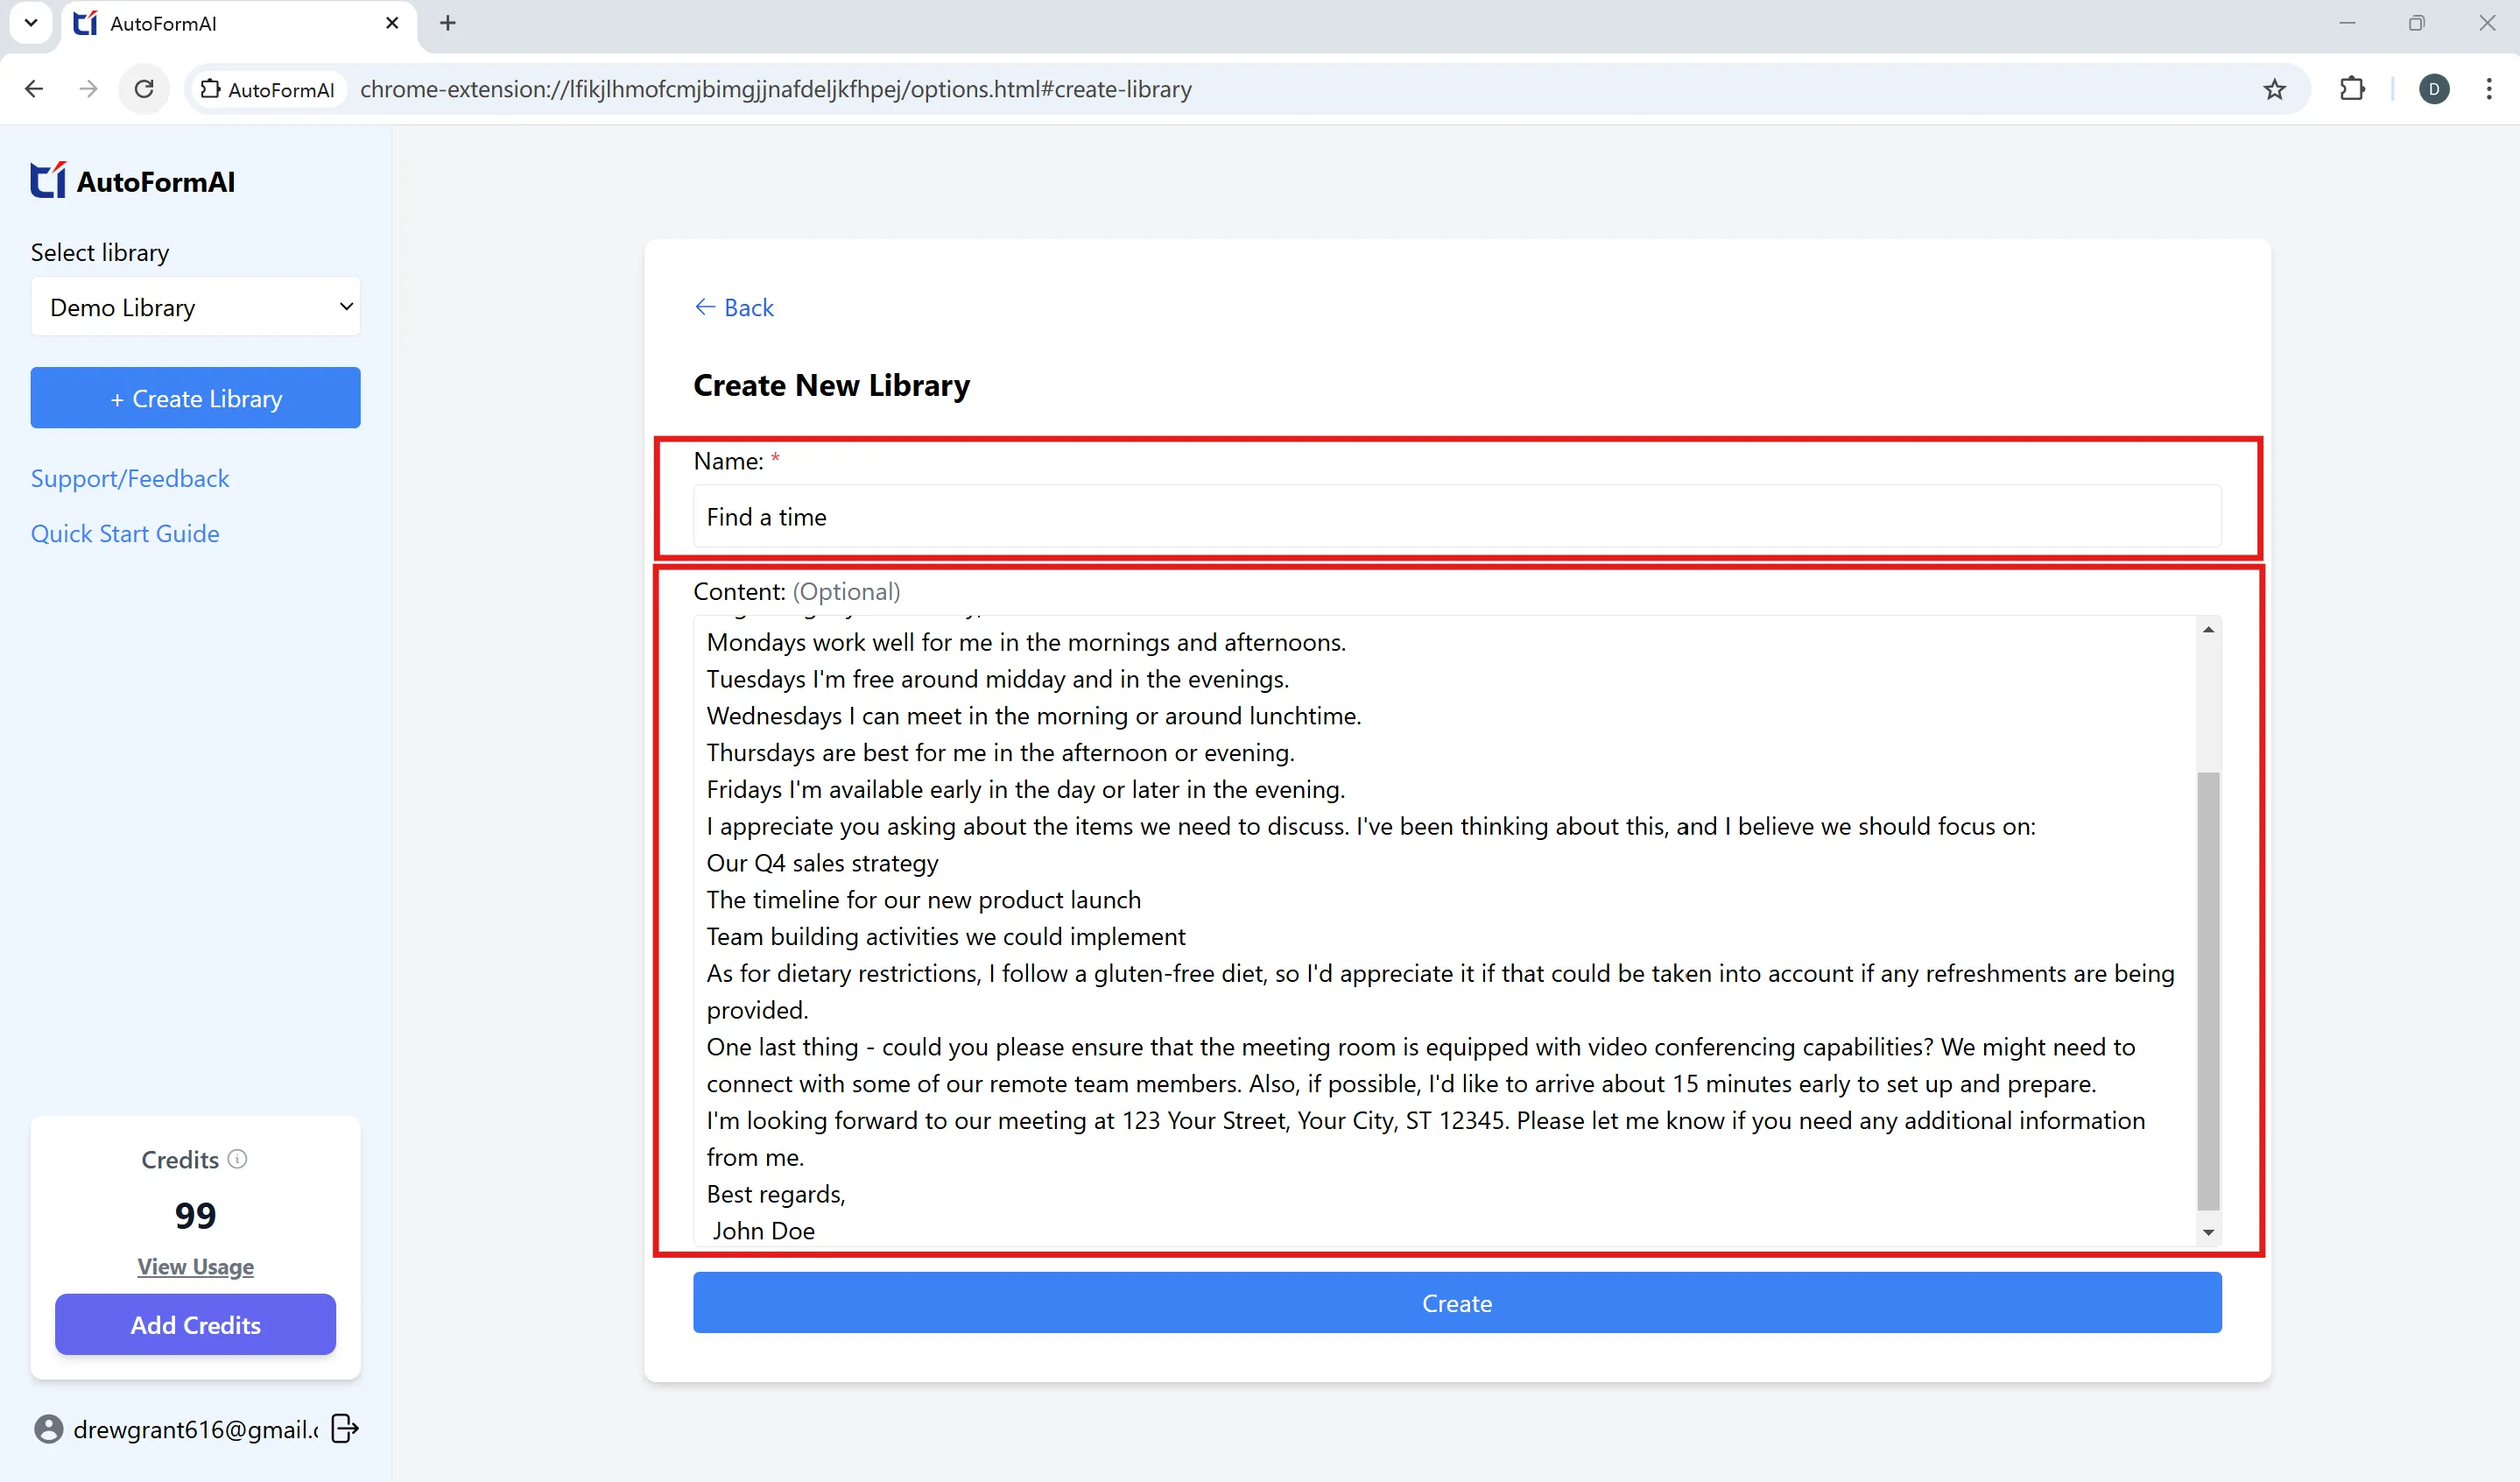 AutoFormAI
AutoFormAI
chrome-extension://lfikjlhmofcmjbimgjjnafdeljkfhpej/options.html#create-library
D
AutoFormAI
Select library
Demo Library
+ Create Library
Support/Feedback
Quick Start Guide
Credits
99
View Usage
Add Credits
drewgrant616@gmail.
← Back
Create New Library
Name: *
Find a time
Content: (Optional)
Mondays work well for me in the mornings and afternoons.
Tuesdays I'm free around midday and in the evenings.
Wednesdays I can meet in the morning or around lunchtime.
Thursdays are best for me in the afternoon or evening.
Fridays I'm available early in the day or later in the evening.
I appreciate you asking about the items we need to discuss. I've been thinking about this, and I believe we should focus on:
Our Q4 sales strategy
The timeline for our new product launch
Team building activities we could implement
As for dietary restrictions, I follow a gluten-free diet, so I'd appreciate it if that could be taken into account if any refreshments are being
provided.
One last thing - could you please ensure that the meeting room is equipped with video conferencing capabilities? We might need to
connect with some of our remote team members. Also, if possible, I'd like to arrive about 15 minutes early to set up and prepare.
I'm looking forward to our meeting at 123 Your Street, Your City, ST 12345. Please let me know if you need any additional information
from me.
Best regards,
John Doe
Create